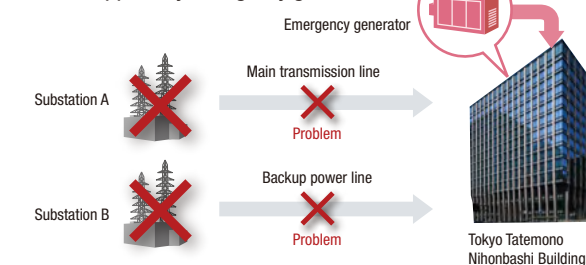 Emergency generator
Main transmission line
Substation A
Problem
Backup power line
Substation B
Problem
Tokyo Tatemono
Nihonbashi Building